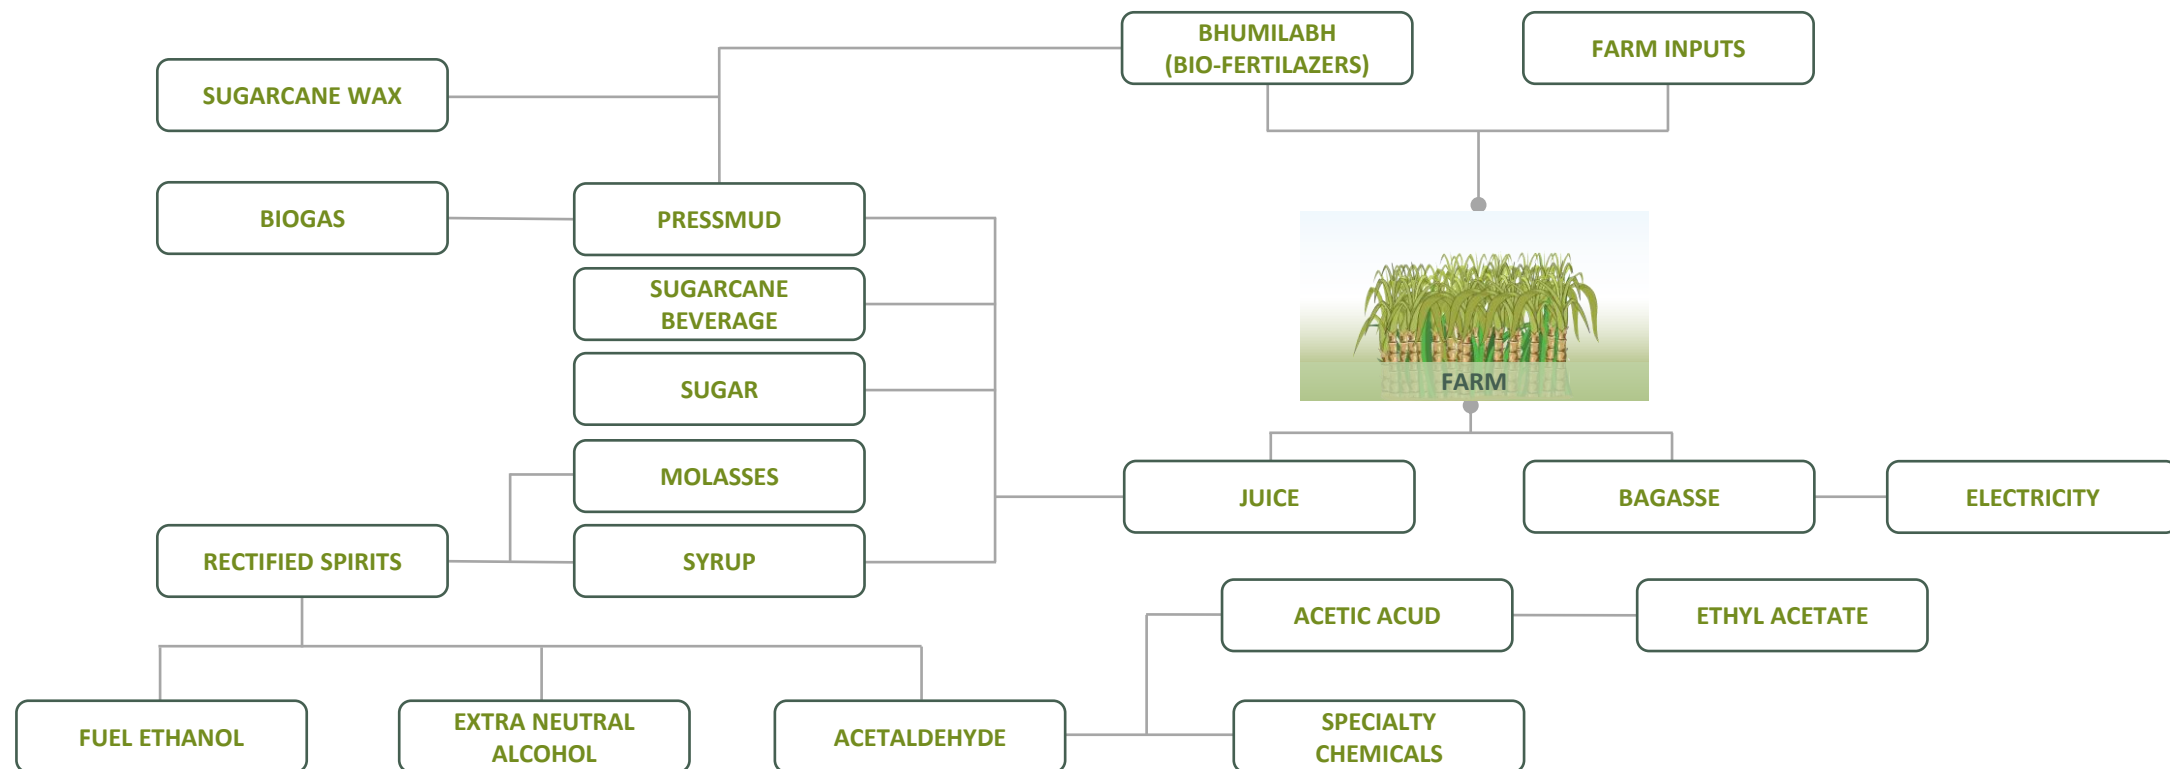 BHUMILABH
(BIO-FERTILAZERS)
FARM INPUTS
SUGARCANE WAX
BIOGAS
PRESSMUD
SUGARCANE
BEVERAGE
SUGAR
FARM
MOLASSES
JUICE
BAGASSE
ELECTRICITY
RECTIFIED SPIRITS
SYRUP
ACETIC ACUD
ETHYL ACETATE
FUEL ETHANOL
EXTRA NEUTRAL
ALCOHOL
ACETALDEHYDE
SPECIALTY
CHEMICALS